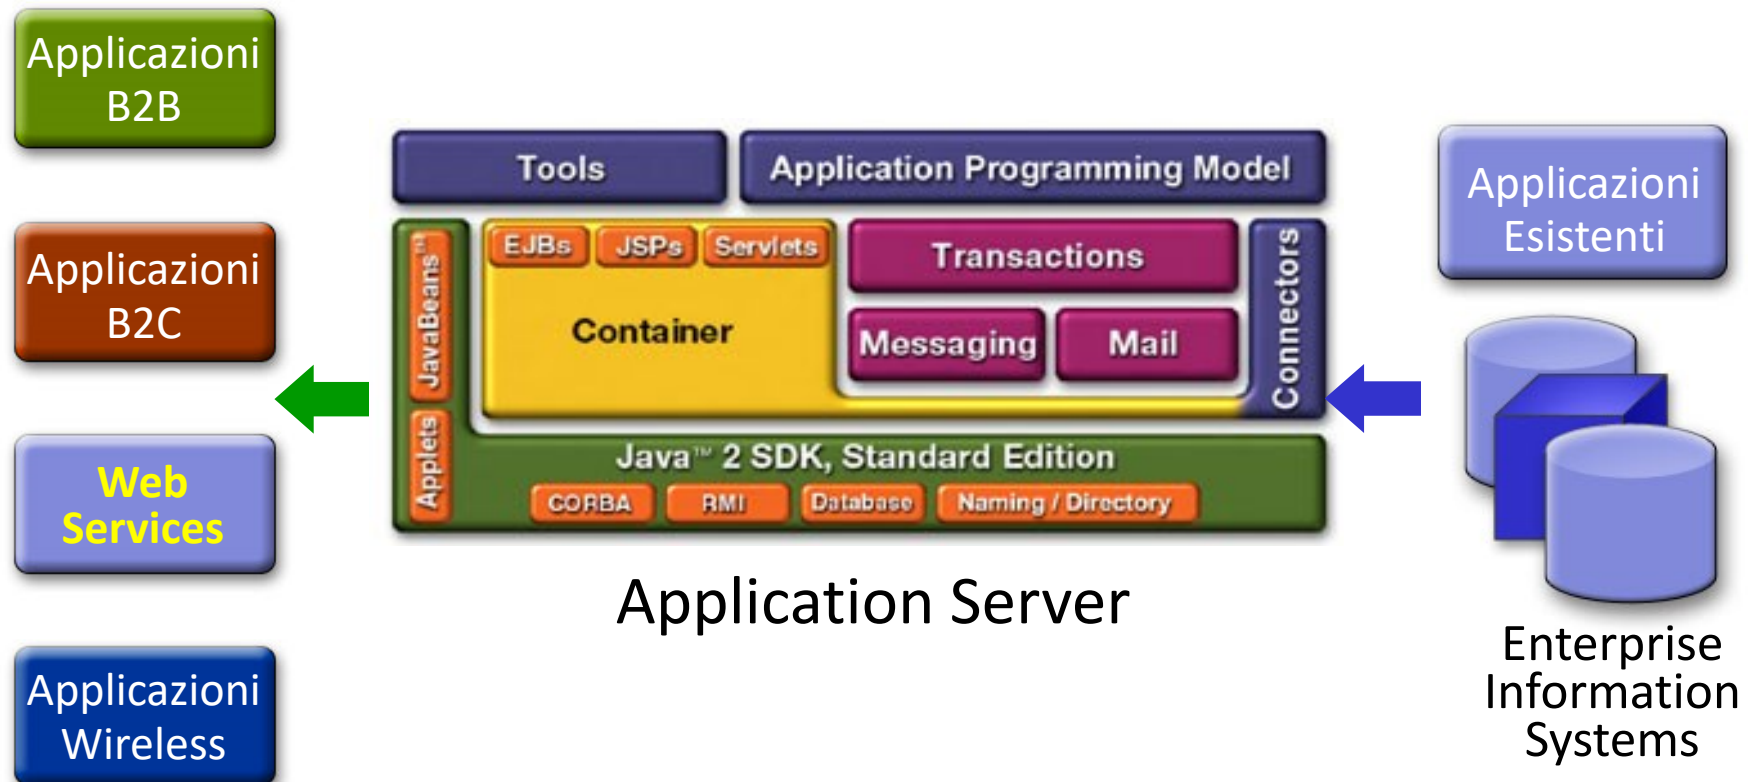 Applicazioni
B2B
Applicazioni
B2C
Web
Services
Applicazioni
Wireless
Tools
Application Programming Model
JavaBeans™
Applets
EJBs
JSPs
Servlets
Container
Transactions
Messaging
Mail
Connectors
Java™ 2 SDK, Standard Edition
CORBA
RMI
Database
Naming / Directory
Application Server
Applicazioni
Esistenti
Enterprise
Information
Systems